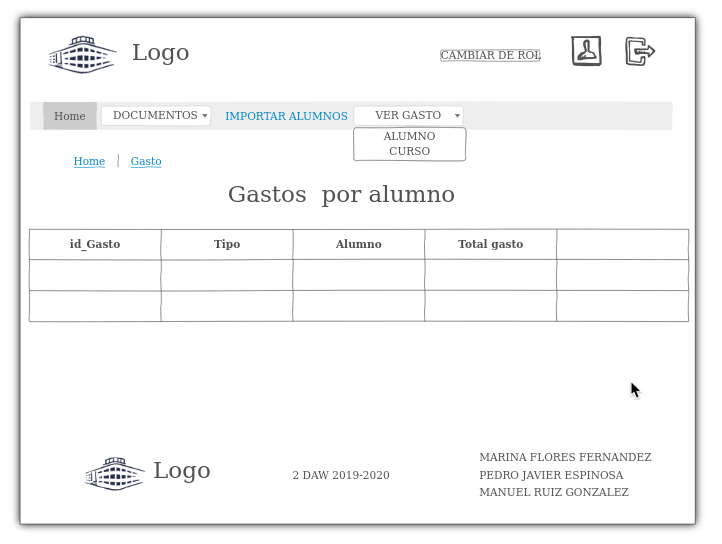 Logo
CAMBIAR DE ROL
Home
DOCUMENTOS
IMPORTAR ALUMNOS
VER GASTO
ALUMNO
CURSO
Home
Gasto
Gastos por alumno
id_Gasto Tipo Alumno Total gasto
Logo
2 DAW 2019-2020
MARINA FLORES FERNANDEZ
PEDRO JAVIER ESPINOSA
MANUEL RUIZ GONZALEZ